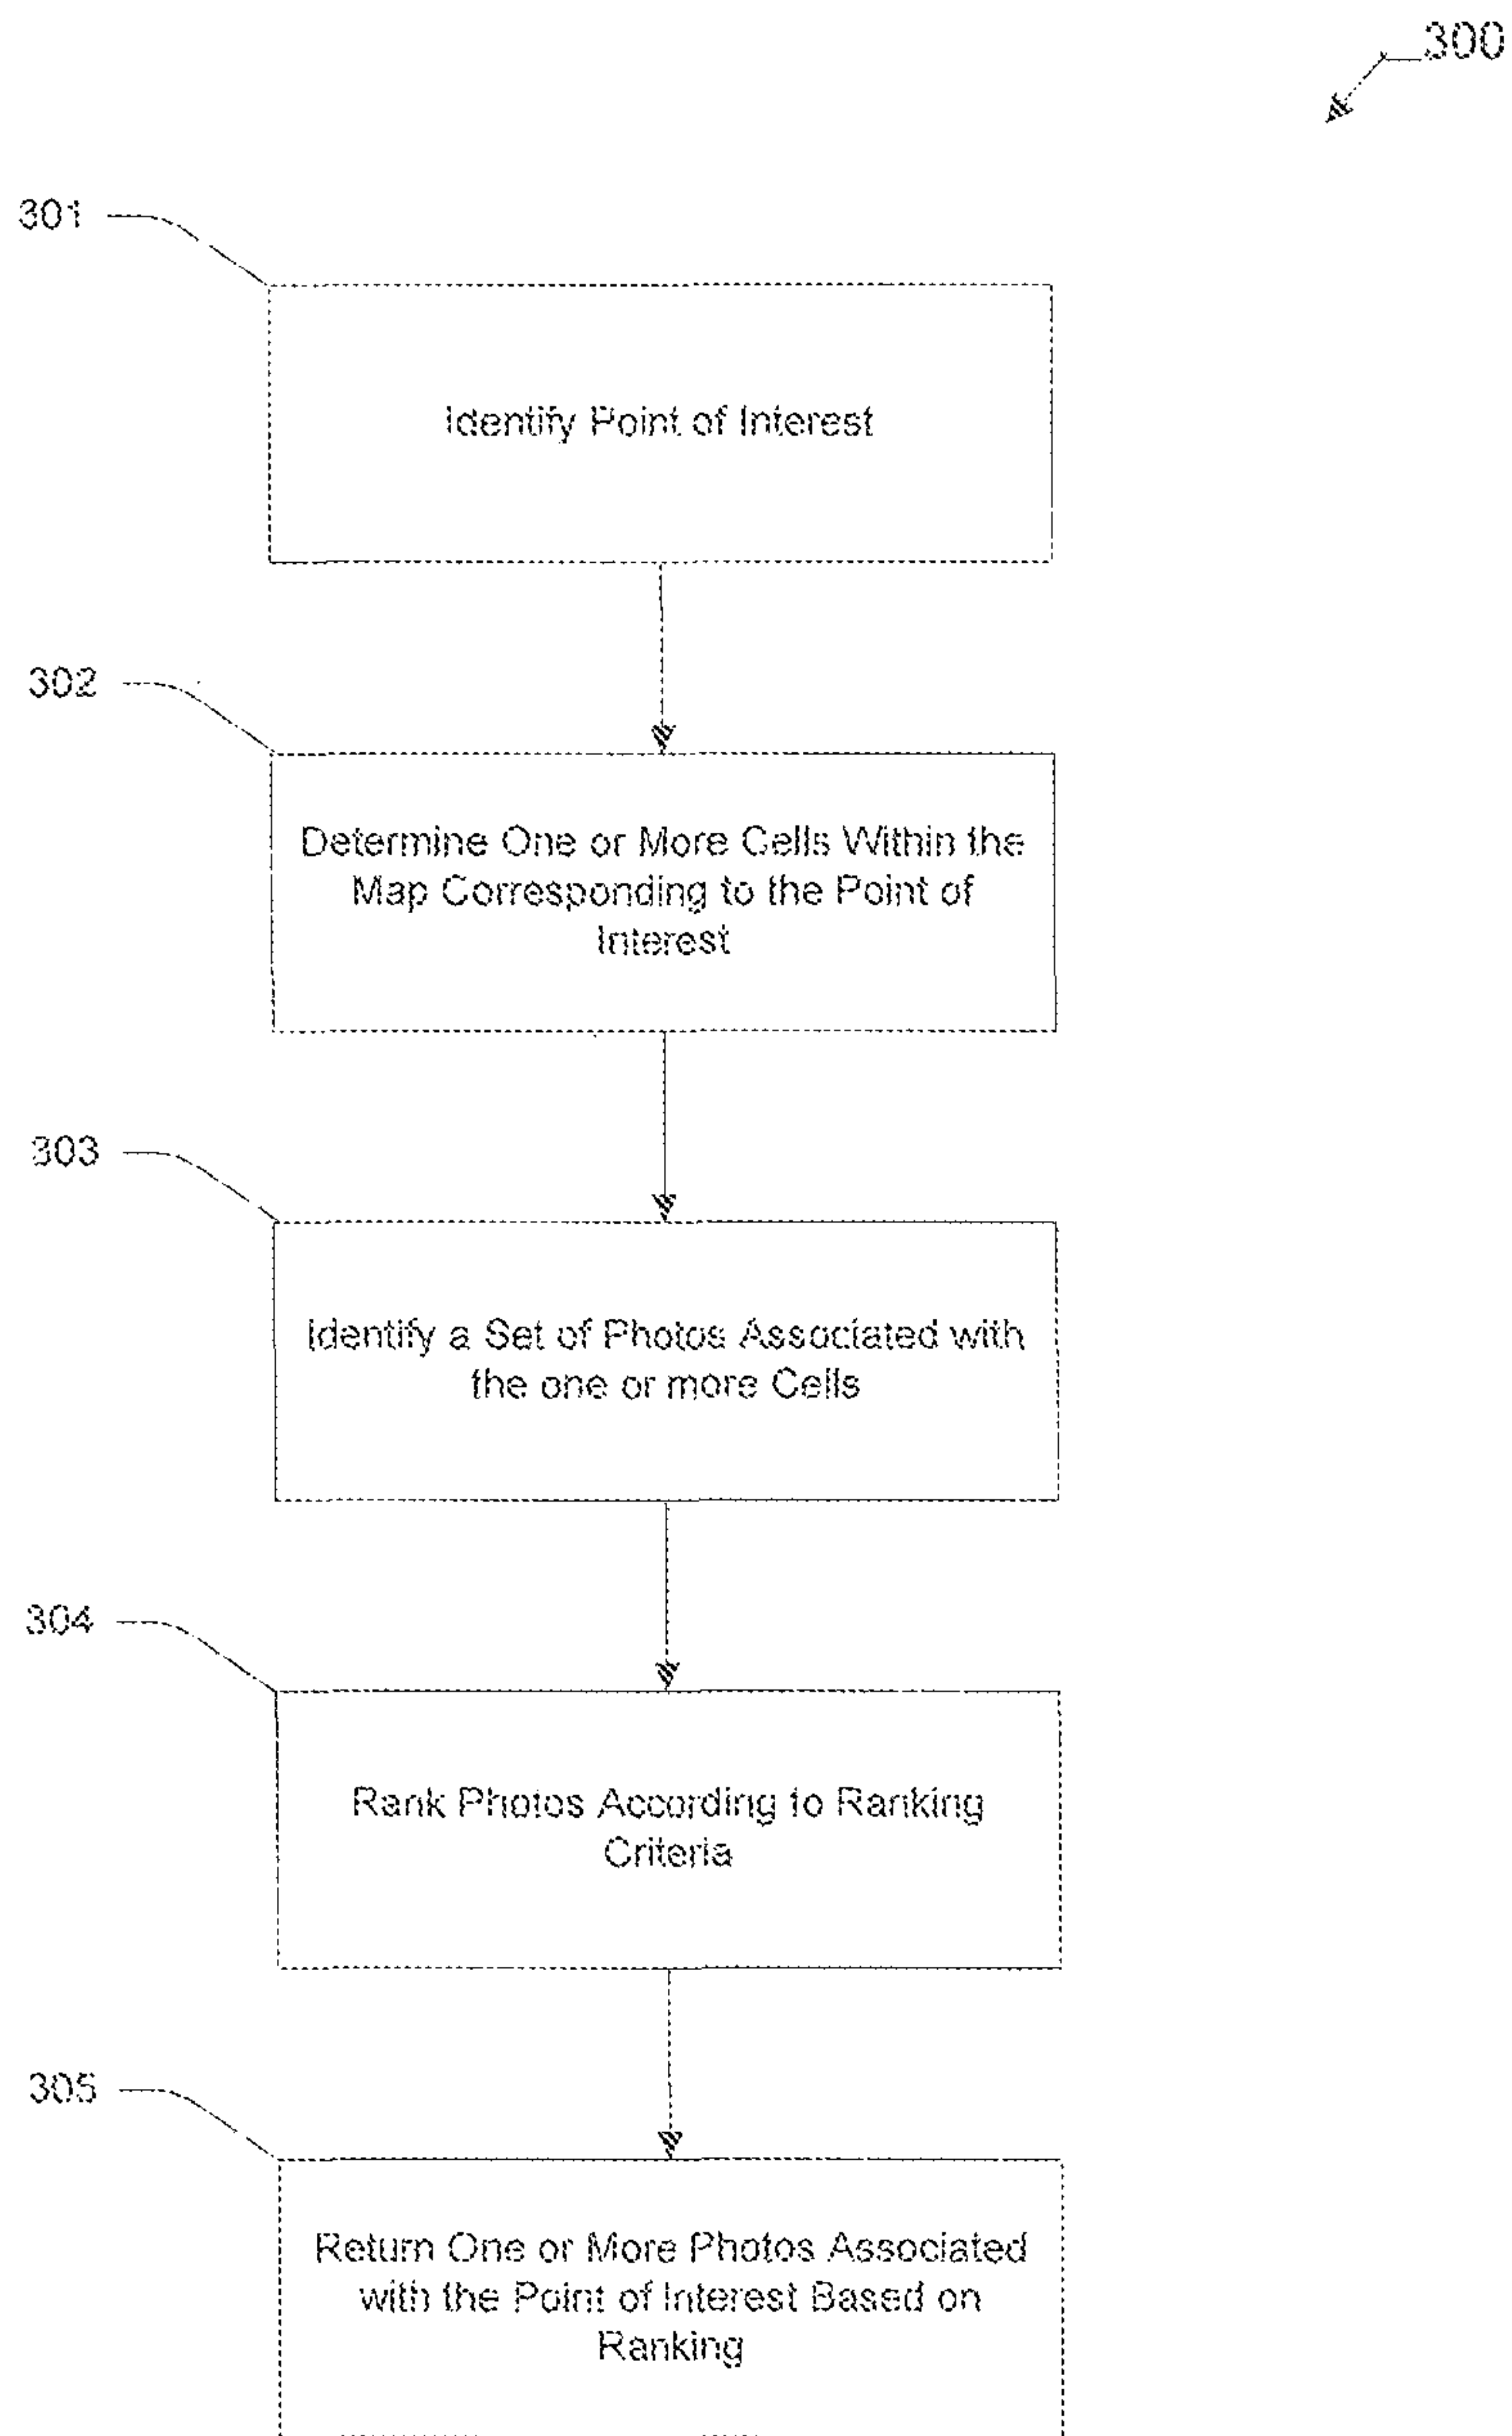 300
301
Identify Point of Interest
302
Determine One or More Cells Within the
Map Corresponding to the Point of
Interest
303
Identify a Set of Photos Associated with
the one or more Cells
304
Rank Photos According to Ranking
Criteria
305
Return One or More Photos Associated
with the Point of Interest Based on
Ranking